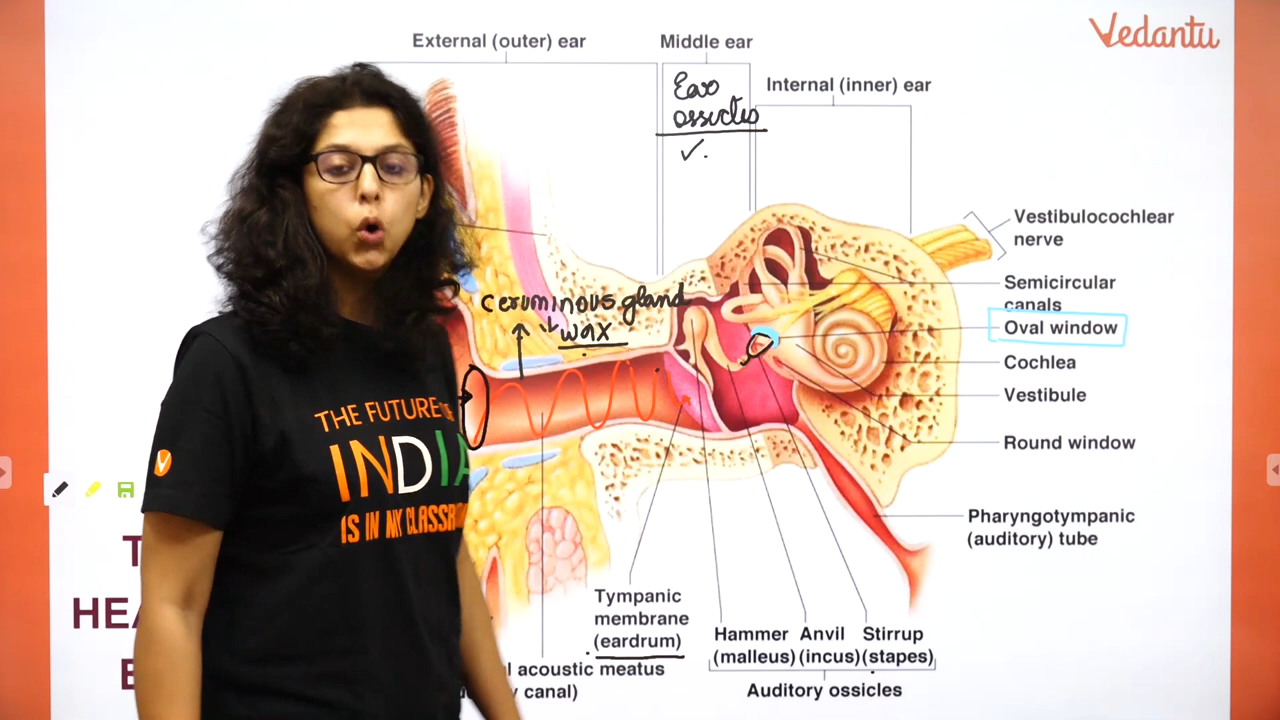 Vedantu
External (outer) ear
Middle ear
Internal (inner) ear
Ear
ossicles
Vestibulocochlear
nerve
Semicircular
canals
Oval window
Cochlea
Vestibule
Round window
ceruminous gland
wax
THE FUTURE
INDIA
IS IN MY CLASSR
T
HEA
E
Pharyngotympanic
(auditory) tube
Tympanic
membrane
(eardrum)
Hammer
(malleus)
Anvil
(incus)
Stirrup
(stapes)
Auditory ossicles
l acoustic meatus
y canal)